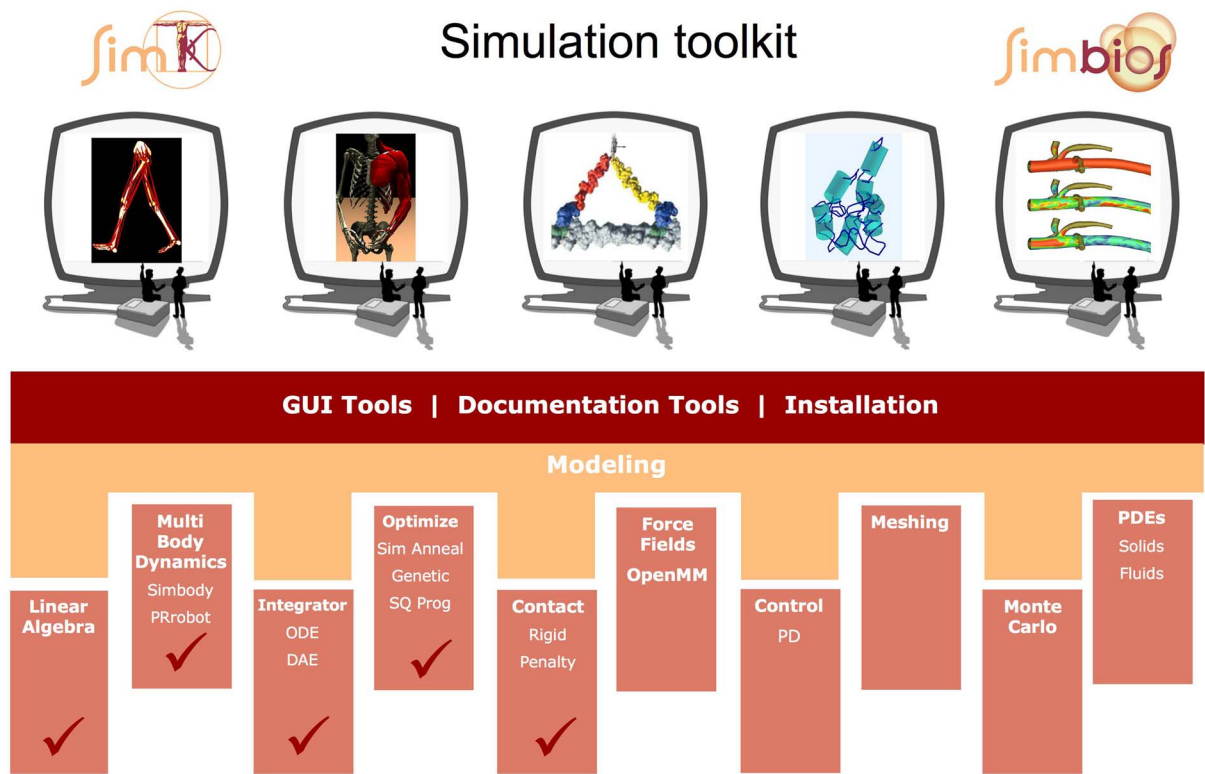 SimTK
Simulation toolkit
Simbios
GUI Tools | Documentation Tools | Installation
Modeling
Linear
Algebra
Multi
Body
Dynamics
Simbody
PRrobot
Integrator
ODE
DAE
Optimize
Sim Anneal
Genetic
SQ Prog
Contact
Rigid
Penalty
Force
Fields
OpenMM
Control
PD
Meshing
Monte
Carlo
PDEs
Solids
Fluids